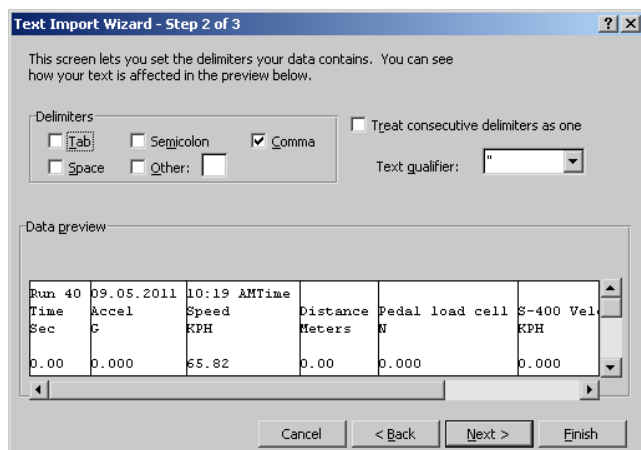 Text Import Wizard - Step 2 of 3
This screen lets you set the delimiters your data contains. You can see
how your text is affected in the preview below.
Delimiters
Tab Semicolon Comma
Space Other:
Treat consecutive delimiters as one
Text qualifier: "
Data preview
Run 40 09.05.2011 10:19 AMTime
Time Accel Speed Distance Pedal load cell S-400 Vel
Sec G KPH Meters N KPH
0.00 0.000 65.82 0.00 0.000 0.000
Cancel < Back Next > Finish